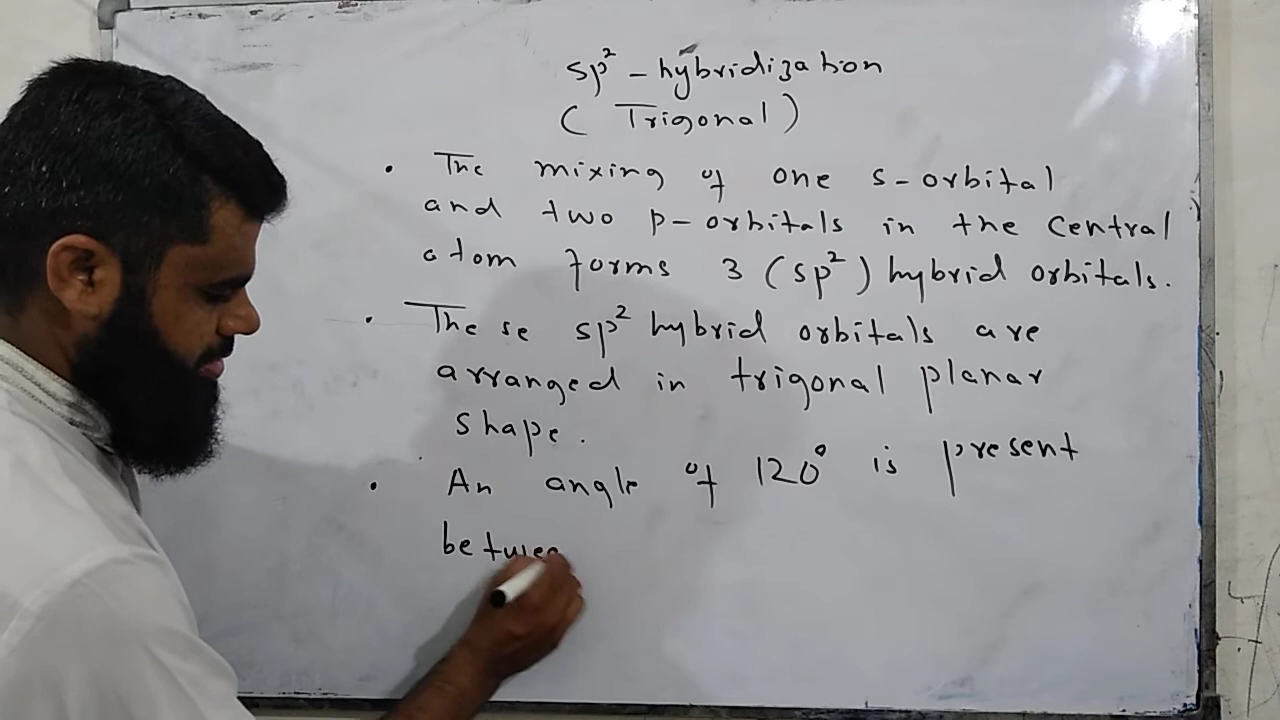 sp² - hybridization
( Trigonal )
• The mixing of one s-orbital
and two p-orbitals in the central
atom forms 3 (sp²) hybrid orbitals.
• These sp² hybrid orbitals are
arranged in trigonal planar
shape.
• An angle of 120° is present
betwee